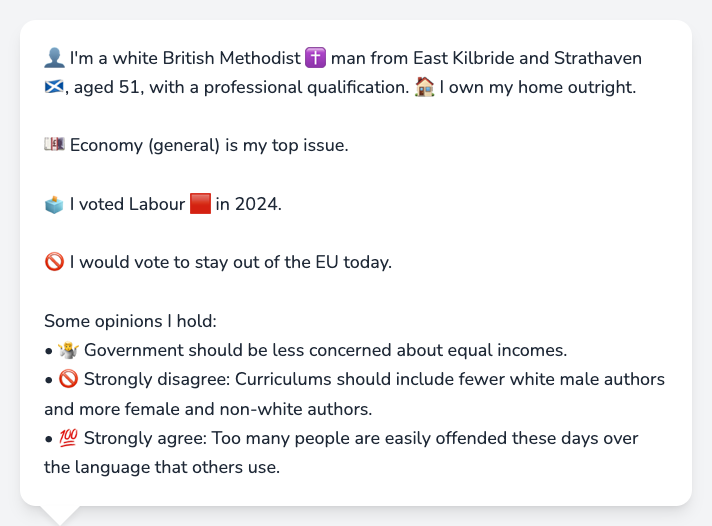 👤 I'm a white British Methodist ✝️ man from East Kilbride and Strathaven
🏴󠁧󠁢󠁳󠁣󠁴󠁿, aged 51, with a professional qualification. 🏠 I own my home outright.
💷 Economy (general) is my top issue.
🗳️ I voted Labour 🟥 in 2024.
🚫 I would vote to stay out of the EU today.
Some opinions I hold:
• 🤷 Government should be less concerned about equal incomes.
• 🚫 Strongly disagree: Curriculums should include fewer white male authors
and more female and non-white authors.
• 💯 Strongly agree: Too many people are easily offended these days over
the language that others use.